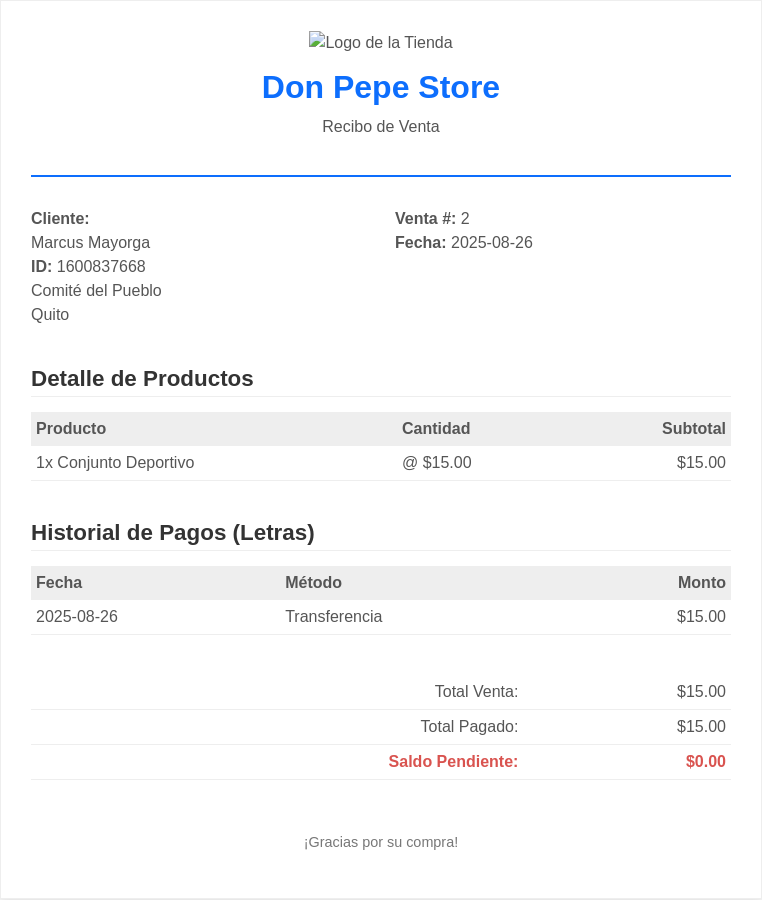 Logo de la Tienda
Don Pepe Store
Recibo de Venta
Cliente:
Marcus Mayorga
ID: 1600837668
Comité del Pueblo
Quito
Venta #: 2
Fecha: 2025-08-26
Detalle de Productos
Producto Cantidad Subtotal
1x Conjunto Deportivo @ $15.00 $15.00
Historial de Pagos (Letras)
Fecha Método Monto
2025-08-26 Transferencia $15.00
Total Venta: $15.00
Total Pagado: $15.00
Saldo Pendiente: $0.00
¡Gracias por su compra!